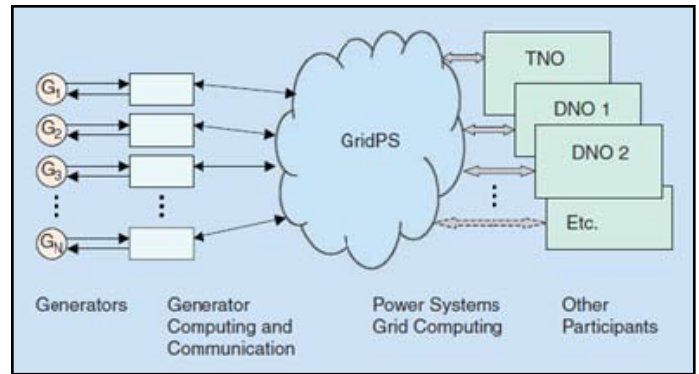 G1
G2
G3
GN
GridPS
TNO
DNO 1
DNO 2
Etc.
Generators
Generator
Computing and
Communication
Power Systems
Grid Computing
Other
Participants